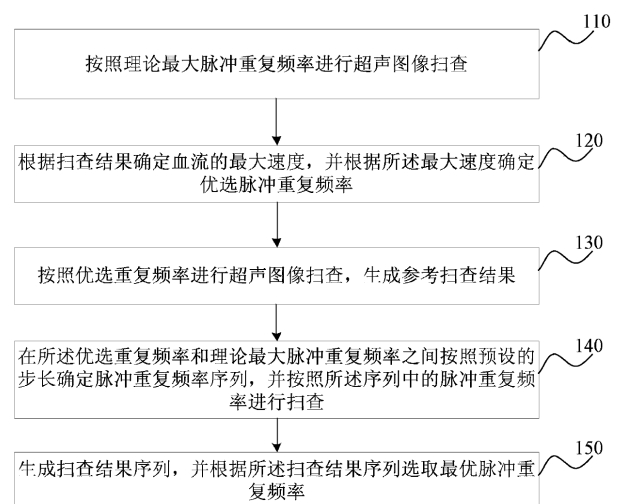 110
按照理论最大脉冲重复频率进行超声图像扫查
120
根据扫查结果确定血流的最大速度，并根据所述最大速度确定
优选脉冲重复频率
130
按照优选重复频率进行超声图像扫查，生成参考扫查结果
140
在所述优选重复频率和理论最大脉冲重复频率之间按照预设的
步长确定脉冲重复频率序列，并按照所述序列中的脉冲重复频
率进行扫查
150
生成扫查结果序列，并根据所述扫查结果序列选取最优脉冲重
复频率